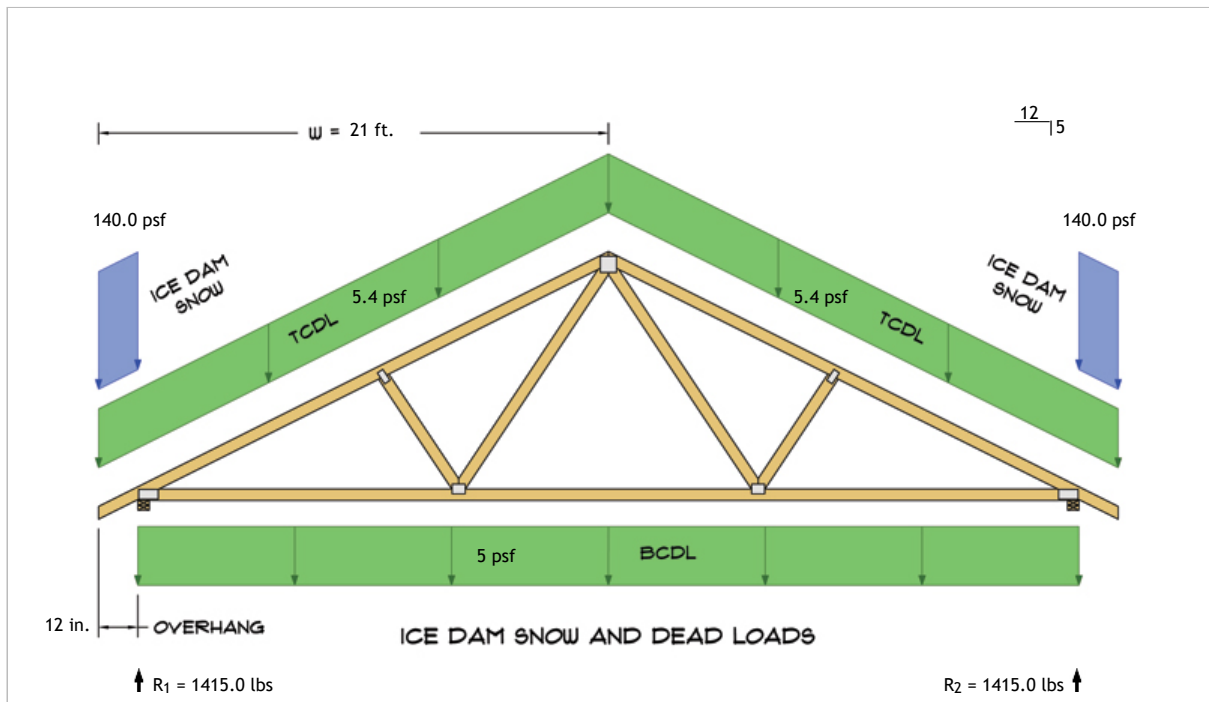 W = 21 ft.
12
5
140.0 psf
140.0 psf
ICE DAM
SNOW
ICE DAM
SNOW
5.4 psf
5.4 psf
TCDL
TCDL
5 psf
BCDL
12 in.
OVERHANG
ICE DAM SNOW AND DEAD LOADS
R1 = 1415.0 lbs
R2 = 1415.0 lbs